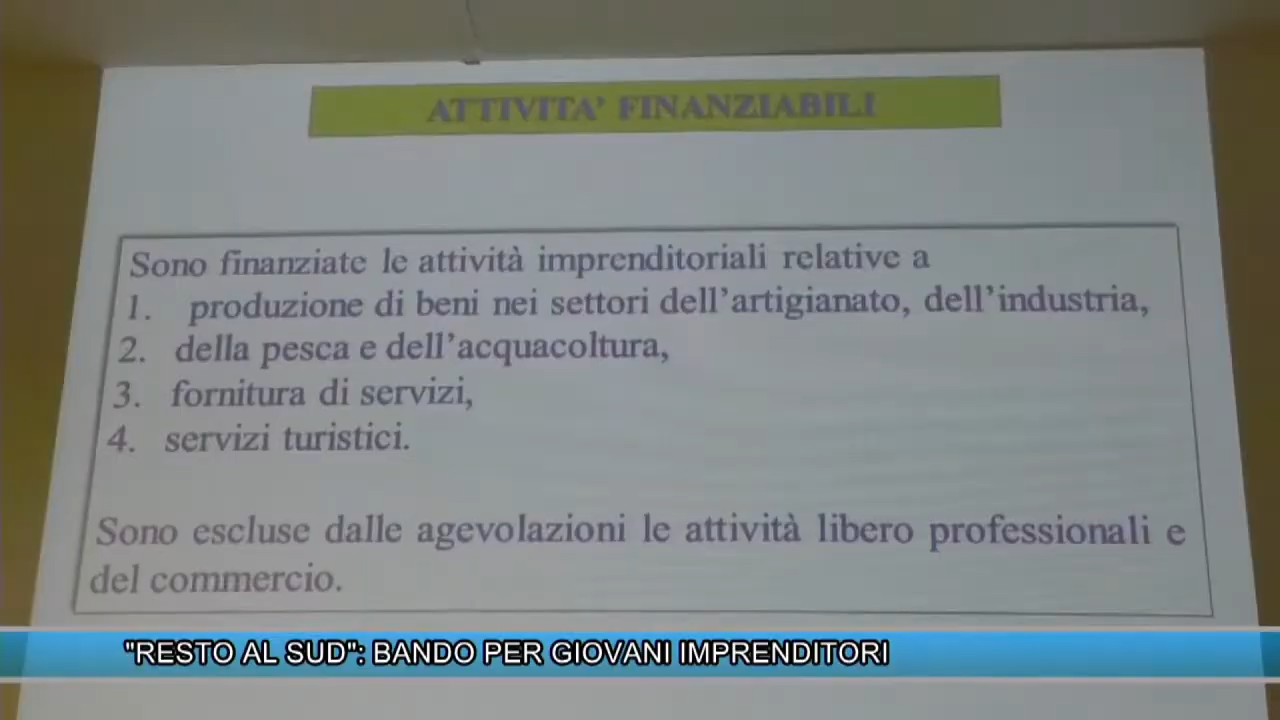 ATTIVITA' FINANZIABILI
Sono finanziate le attività imprenditoriali relative a
1. produzione di beni nei settori dell'artigianato, dell'industria,
2. della pesca e dell'acquacoltura,
3. fornitura di servizi,
4. servizi turistici.
Sono escluse dalle agevolazioni le attività libero professionali e
del commercio.
"RESTO AL SUD": BANDO PER GIOVANI IMPRENDITORI